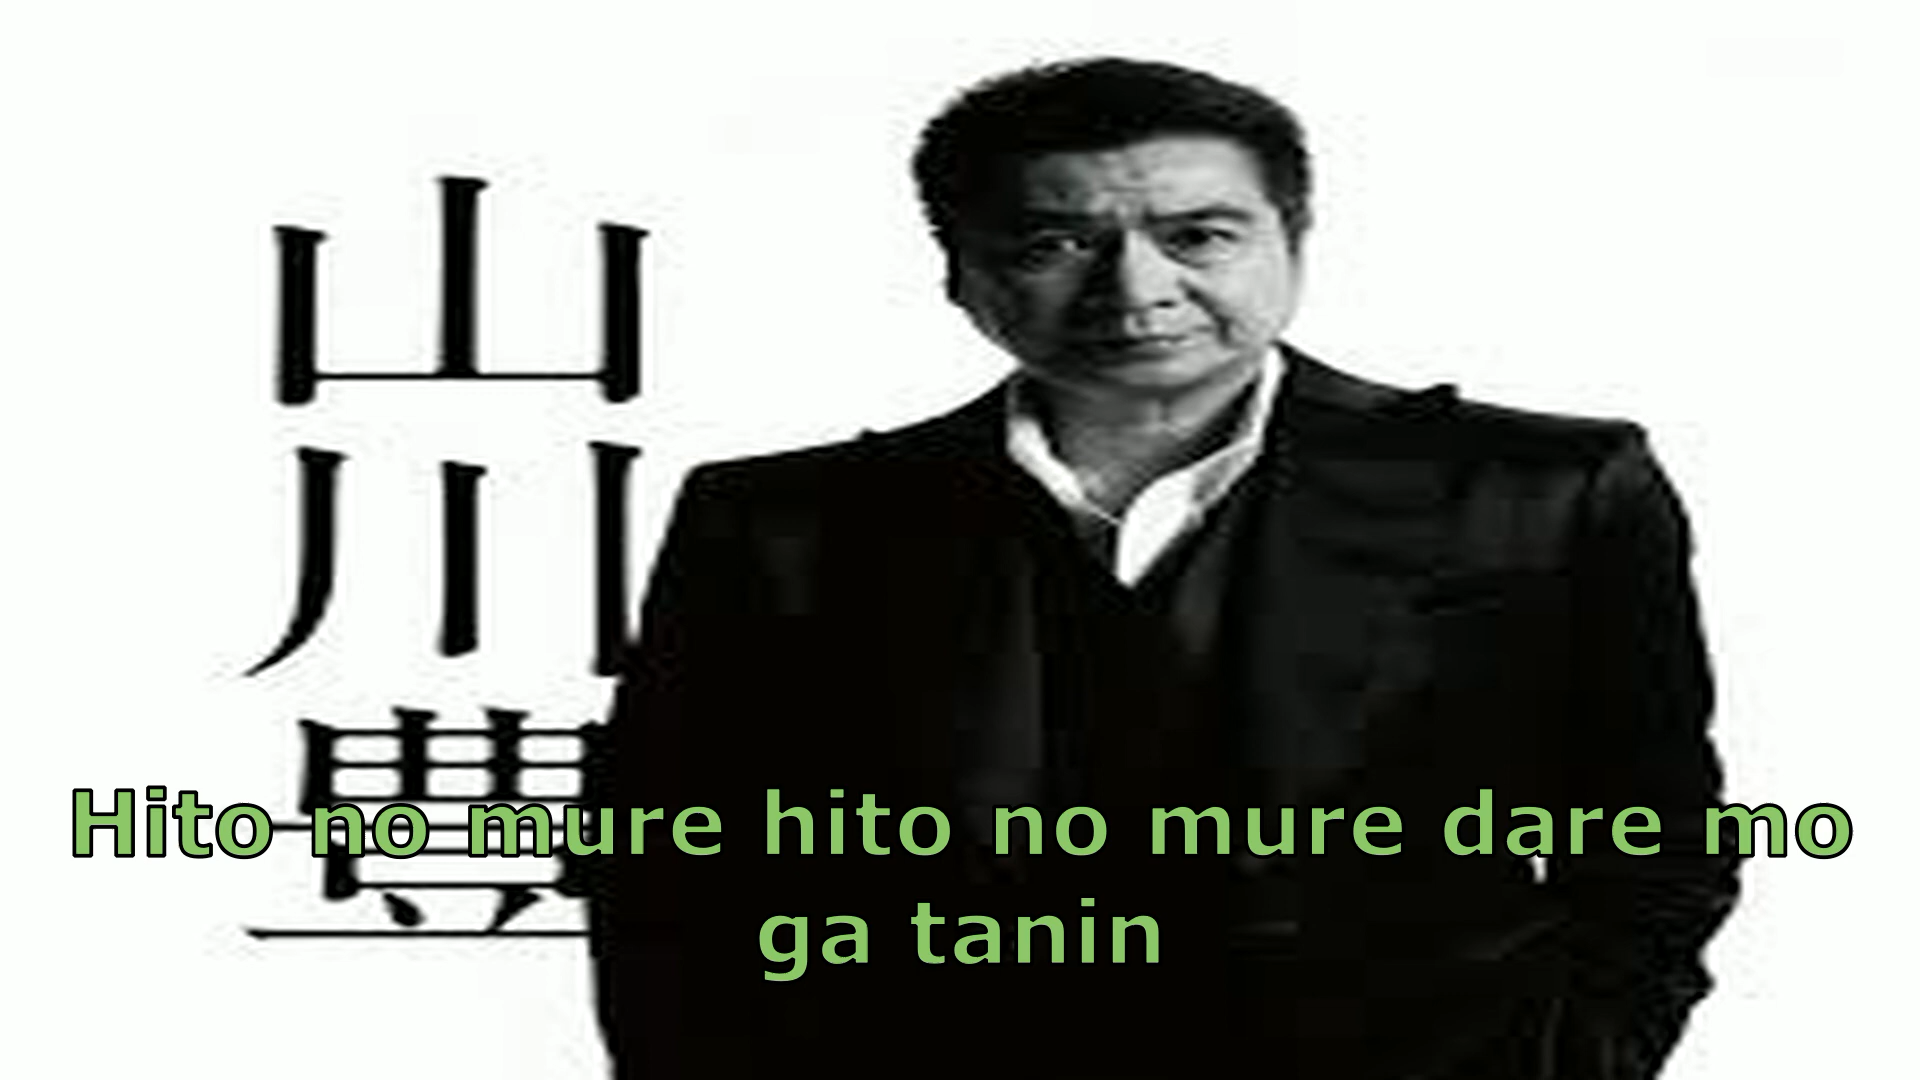 山川豊
Hito no mure hito no mure dare mo
ga tanin